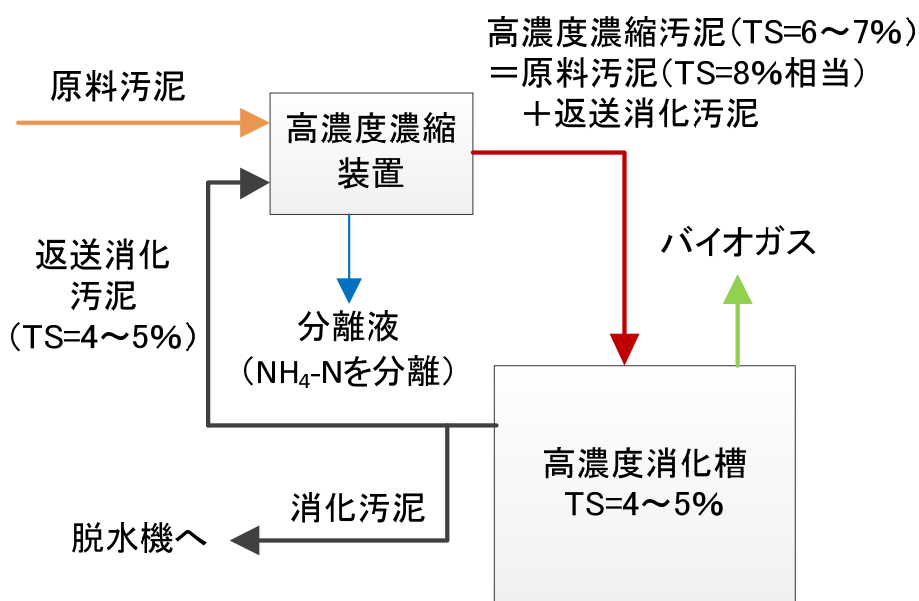 高濃度濃縮汚泥(TS=6～7%)
＝原料汚泥(TS=8%相当)
＋返送消化汚泥
原料汚泥
高濃度濃縮
装置
返送消化
汚泥
(TS=4～5%)
バイオガス
分離液
(NH₄-Nを分離)
高濃度消化槽
TS=4～5%
消化汚泥
脱水機へ